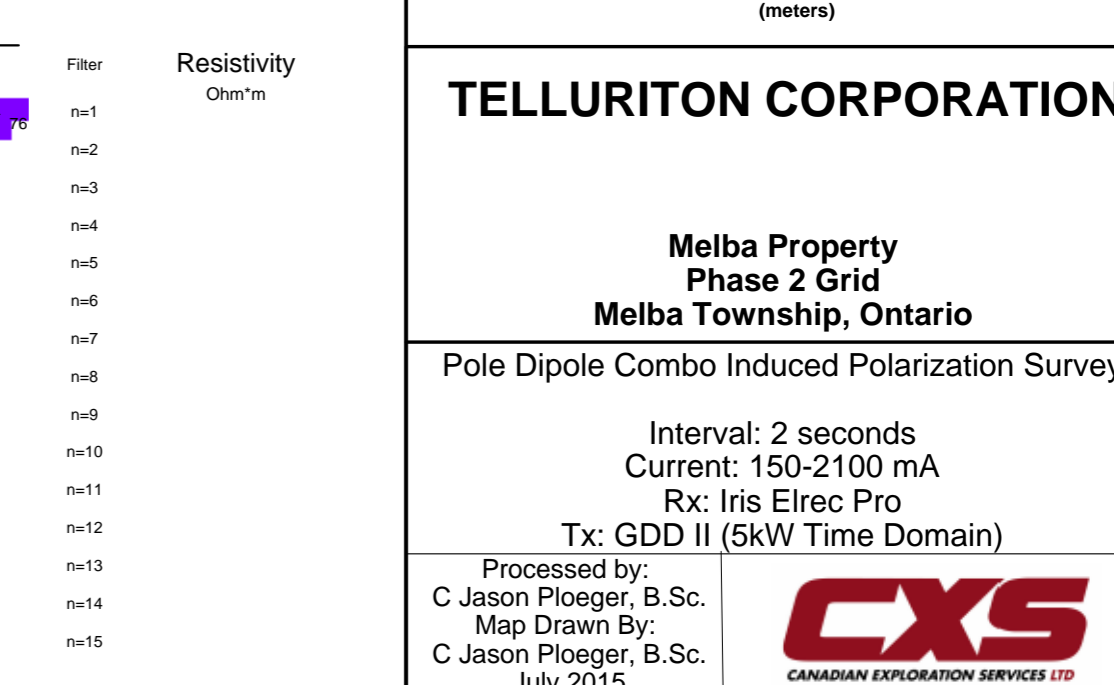 (meters)
Filter
Resistivity
Ohm*m
76
n=1
n=2
n=3
n=4
n=5
n=6
n=7
n=8
n=9
n=10
n=11
n=12
n=13
n=14
n=15
TELLURITON CORPORATION
Melba Property
Phase 2 Grid
Melba Township, Ontario
Pole Dipole Combo Induced Polarization Survey
Interval: 2 seconds
Current: 150-2100 mA
Rx: Iris Elrec Pro
Tx: GDD II (5kW Time Domain)
Processed by:
C Jason Ploeger, B.Sc.
Map Drawn By:
C Jason Ploeger, B.Sc.
July 2015
CXS
CANADIAN EXPLORATION SERVICES LTD